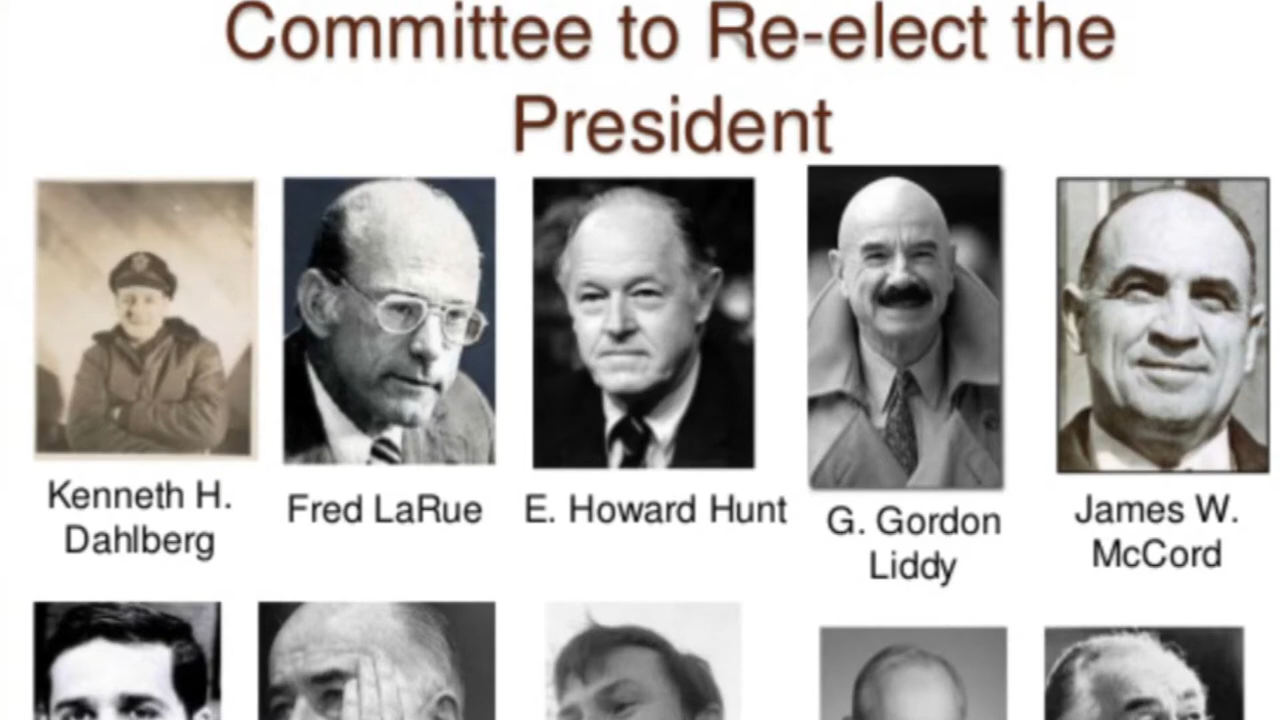 Committee to Re-elect the
President
Kenneth H.
Dahlberg
Fred LaRue
E. Howard Hunt
G. Gordon
Liddy
James W.
McCord